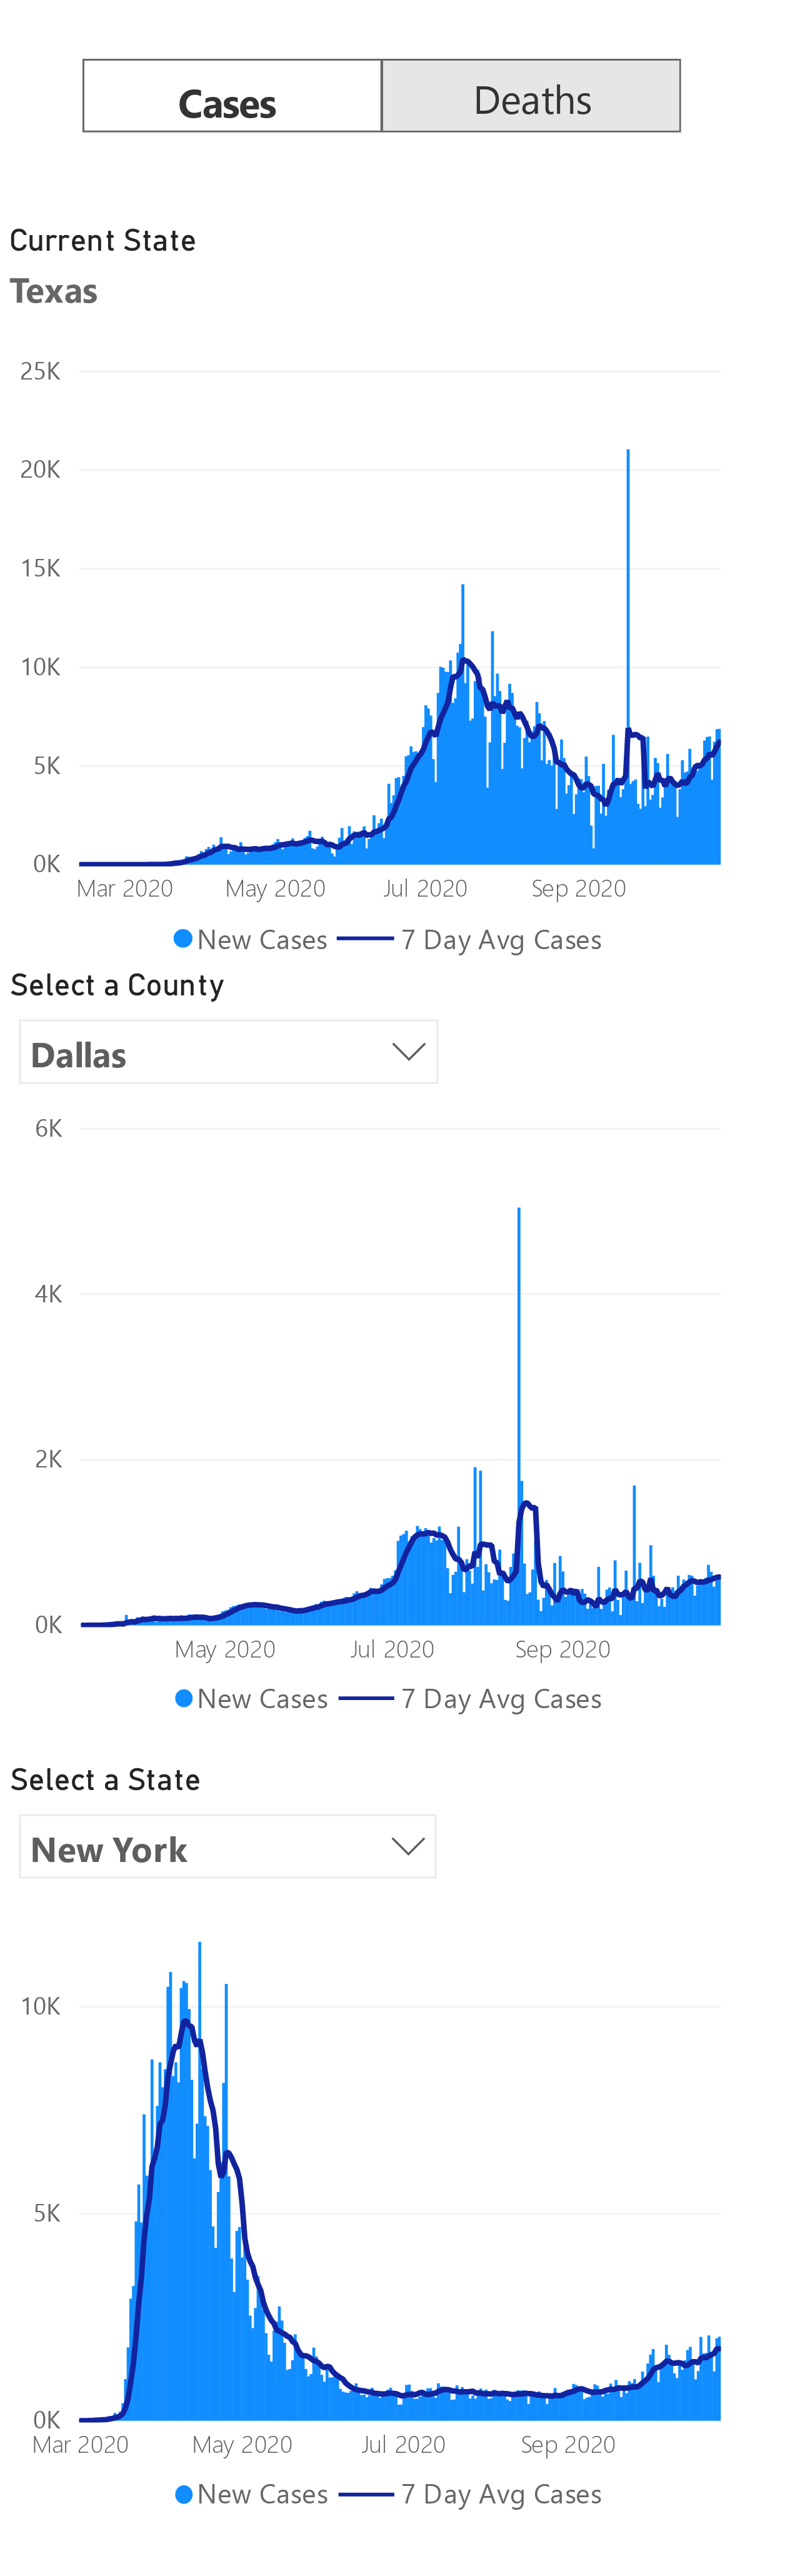 Cases Deaths
Current State
Texas
25K
20K
15K
10K
5K
0K
Mar 2020 May 2020 Jul 2020 Sep 2020
New Cases 7 Day Avg Cases
Select a County
Dallas
6K
4K
2K
0K
May 2020 Jul 2020 Sep 2020
New Cases 7 Day Avg Cases
Select a State
New York
10K
5K
0K
Mar 2020 May 2020 Jul 2020 Sep 2020
New Cases 7 Day Avg Cases